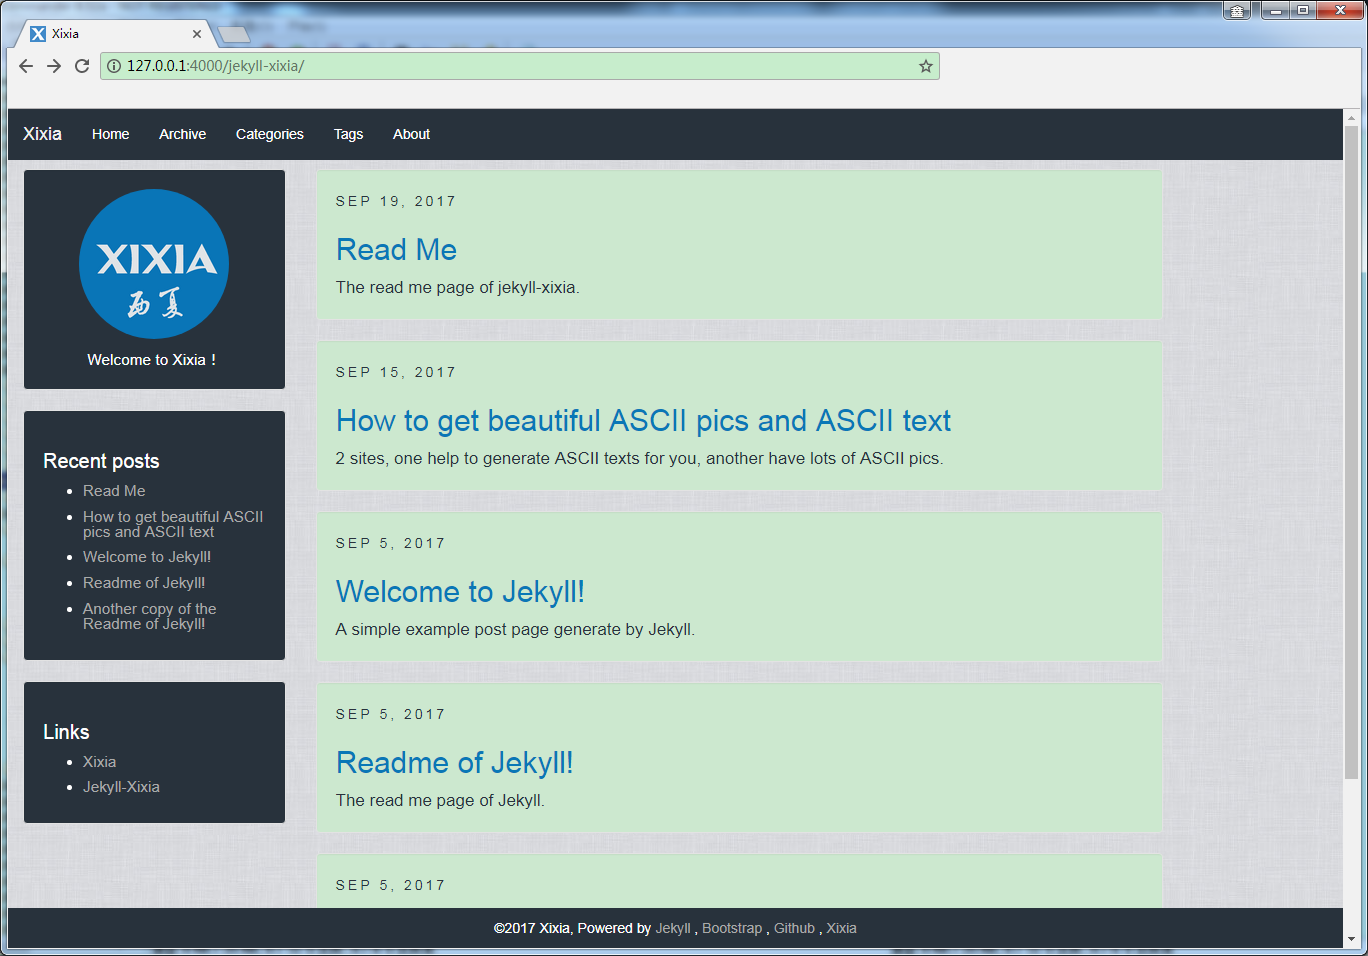 鑫
Xixia
127.0.0.1:4000/jekyll-xixia/
Xixia Home Archive Categories Tags About
XIXIA
西夏
Welcome to Xixia !
Recent posts
Read Me
How to get beautiful ASCII
pics and ASCII text
Welcome to Jekyll!
Readme of Jekyll!
Another copy of the
Readme of Jekyll!
Links
Xixia
Jekyll-Xixia
SEP 19, 2017
Read Me
The read me page of jekyll-xixia.
SEP 15, 2017
How to get beautiful ASCII pics and ASCII text
2 sites, one help to generate ASCII texts for you, another have lots of ASCII pics.
SEP 5, 2017
Welcome to Jekyll!
A simple example post page generate by Jekyll.
SEP 5, 2017
Readme of Jekyll!
The read me page of Jekyll.
SEP 5, 2017
©2017 Xixia, Powered by Jekyll , Bootstrap , Github , Xixia